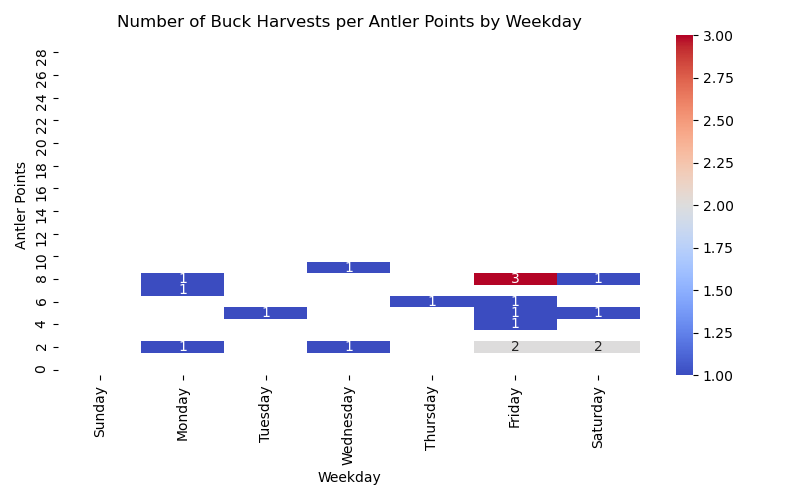 Number of Buck Harvests per Antler Points by Weekday
Antler Points
28
26
24
22
20
18
16
14
12
10
8
6
4
2
0
1
1 3 1
1
1 1
1 1 1
1
1 1 2 2
Sunday
Monday
Tuesday
Wednesday
Thursday
Friday
Saturday
Weekday
3.00
2.75
2.50
2.25
2.00
1.75
1.50
1.25
1.00